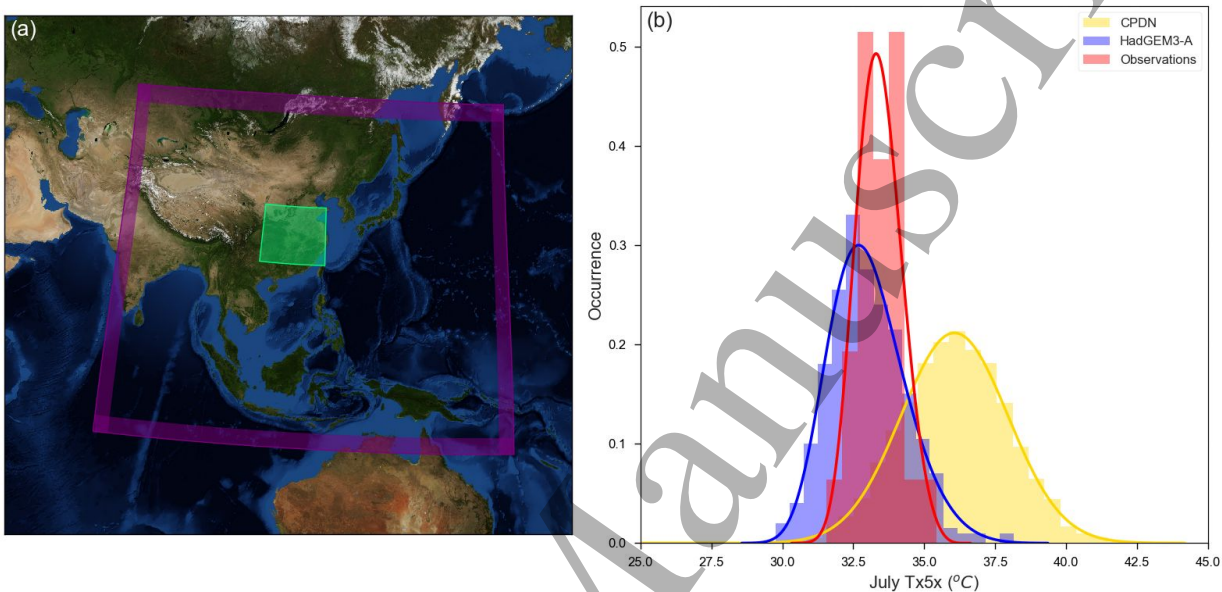 (a)
(b)
CPDN
HadGEM3-A
Observations
Occurrence
0.5
0.4
0.3
0.2
0.1
0.0
25.0 27.5 30.0 32.5 35.0 37.5 40.0 42.5 45.0
July Tx5x (°C)